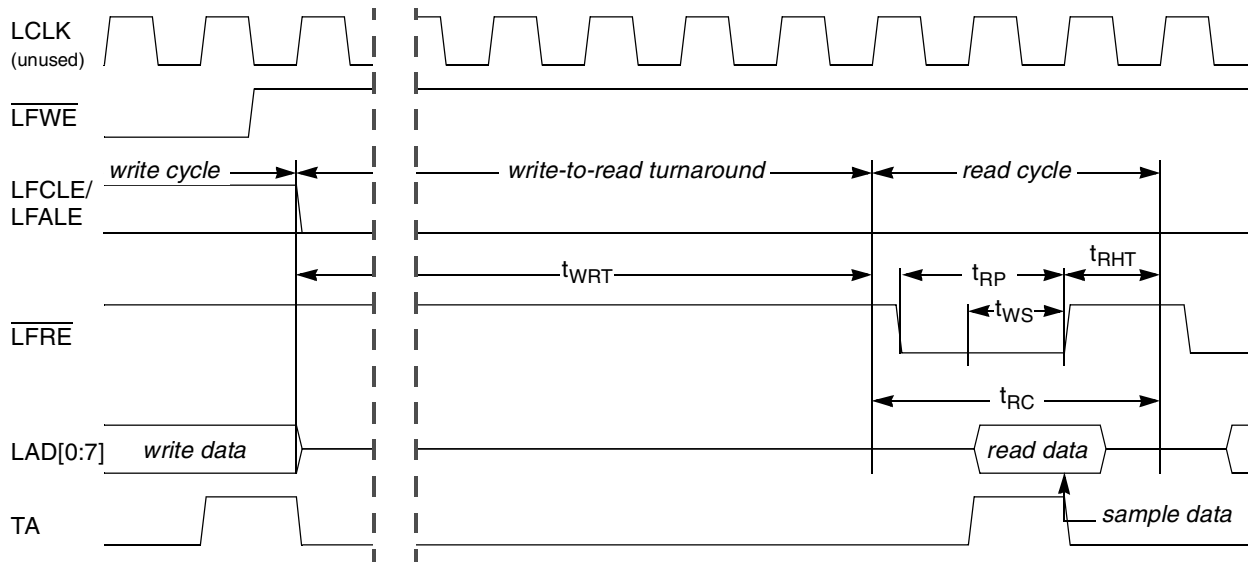 LCLK
(unused)
LFWE
write cycle write-to-read turnaround read cycle
LFCLE/
LFALE
tWRT tRP tRHT
tWS
LFRE
tRC
LAD[0:7] write data read data
TA sample data